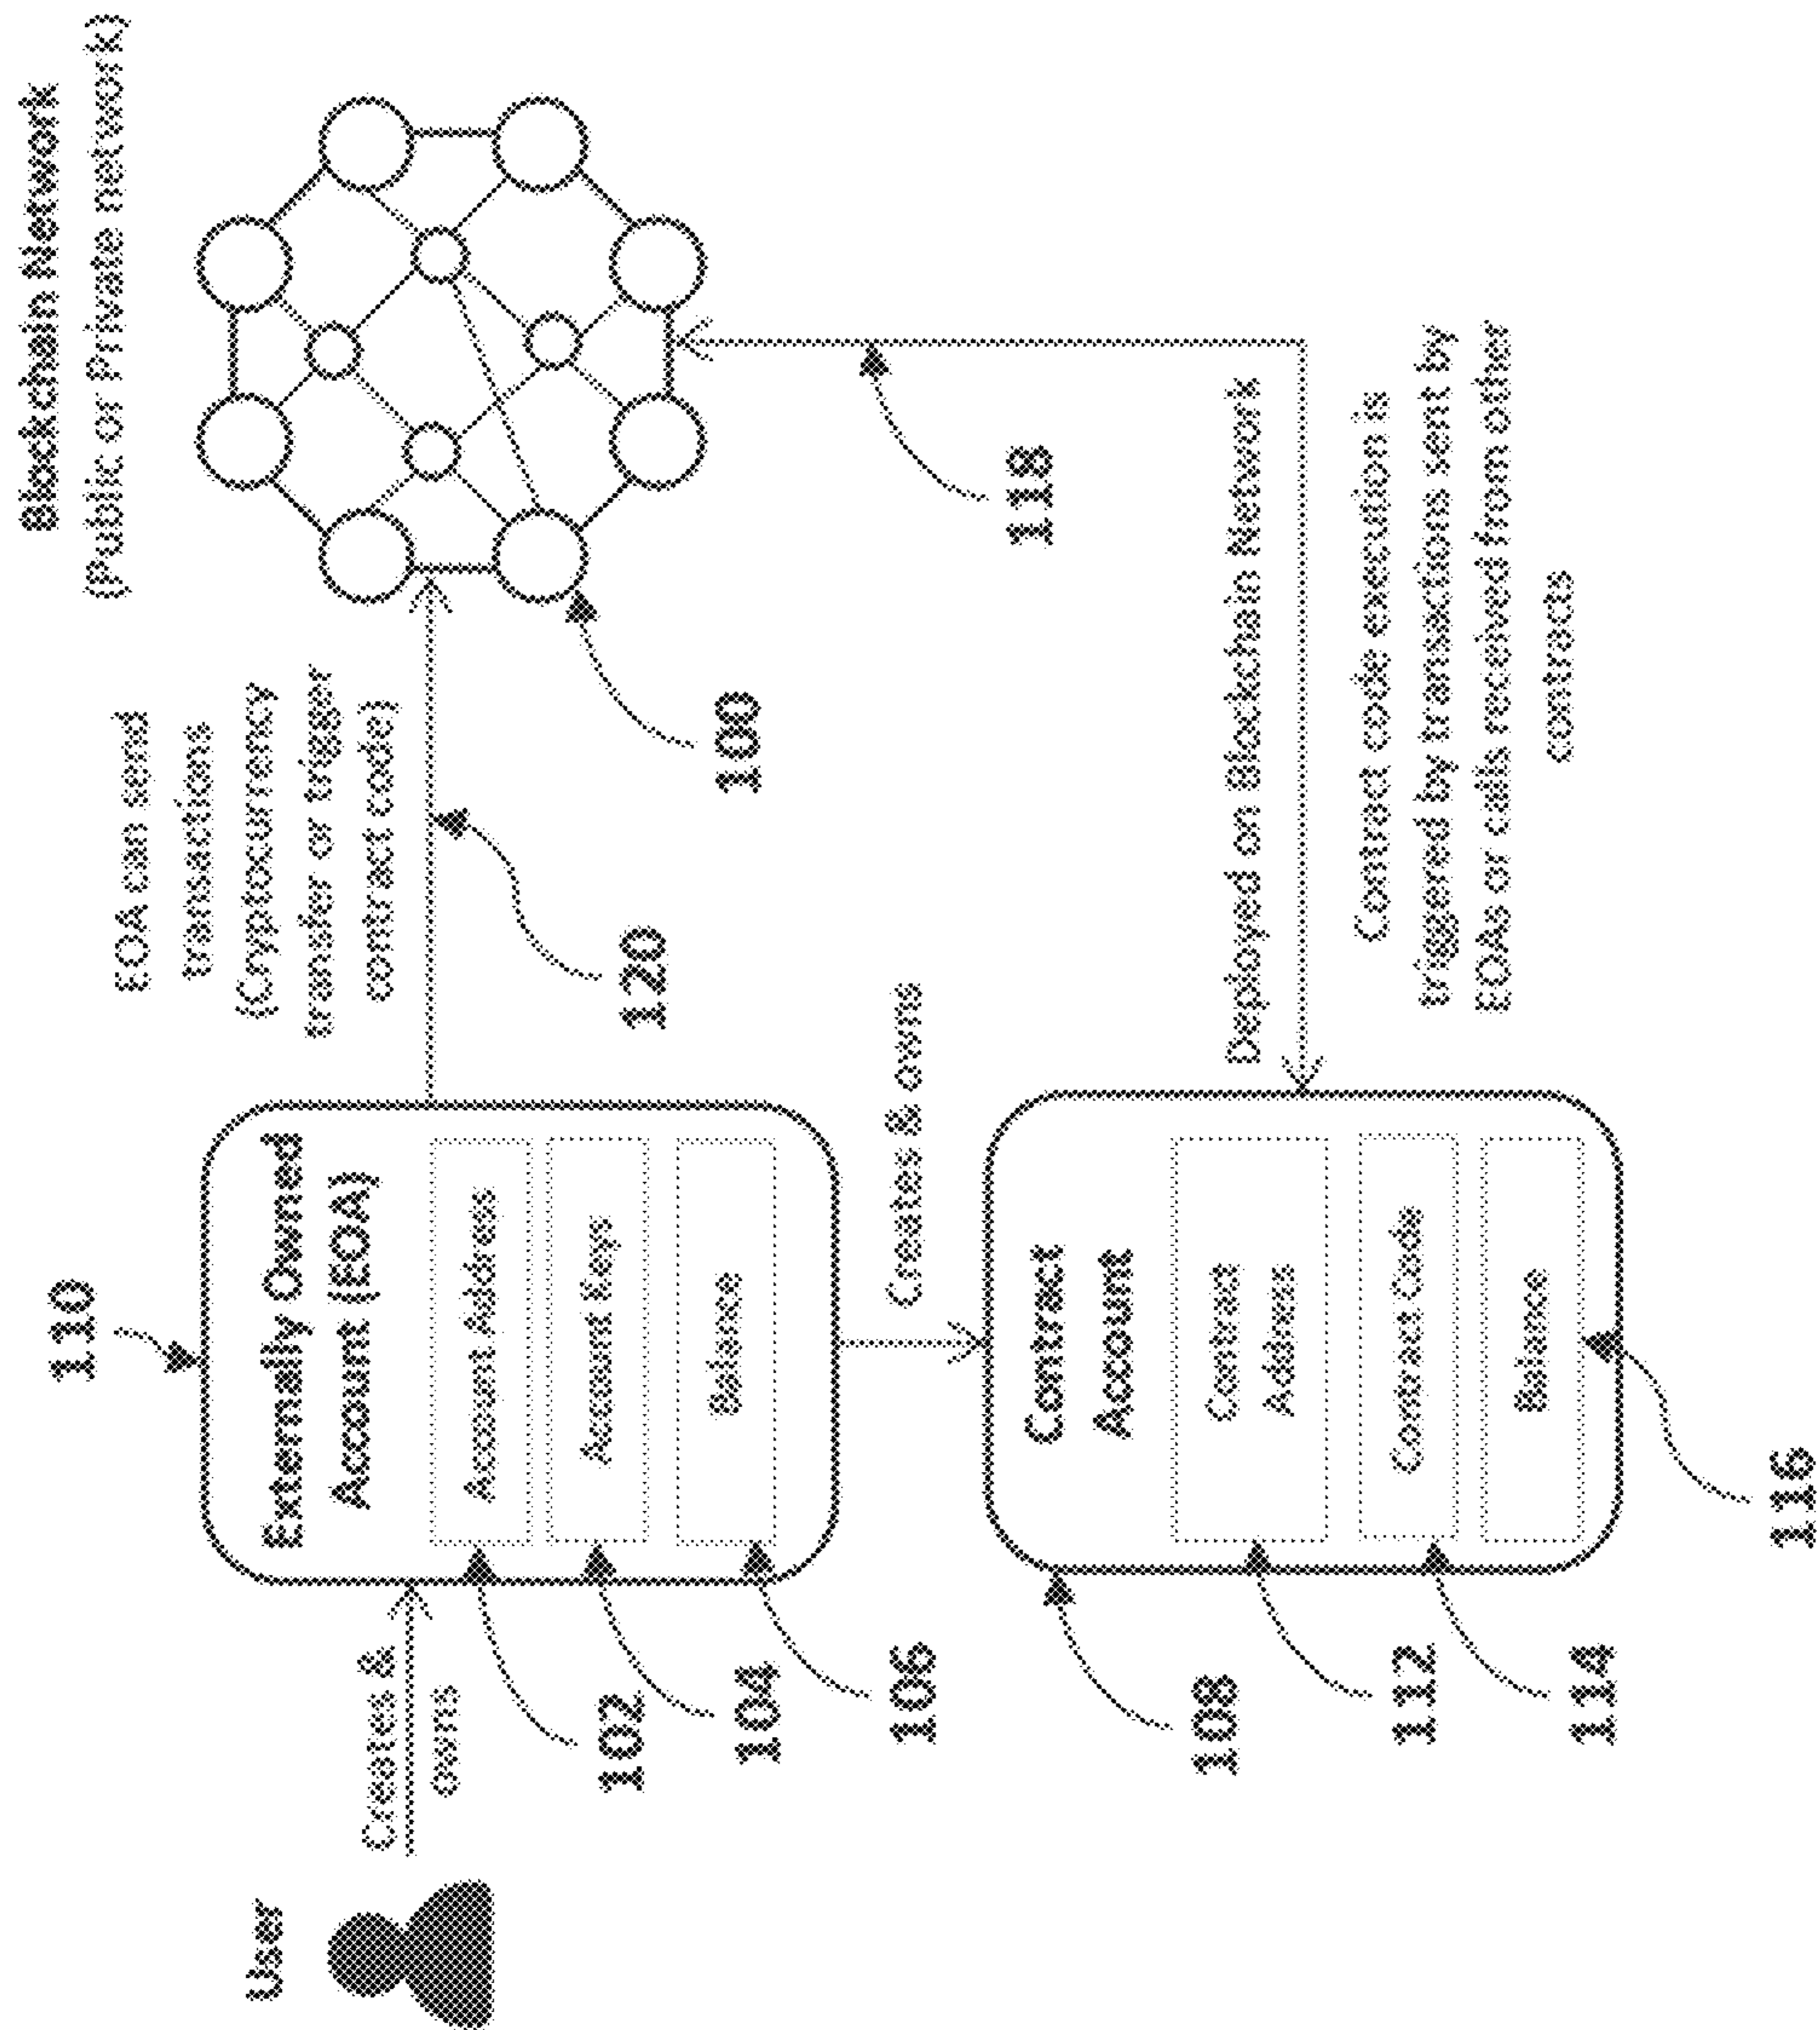 User
Creates &
owns
110
Externally Owned
Account (EOA)
Account Address
Account Keys
Balance
102
104
106
EOA can send
transactions
(Cryptocurrency
transfer or trigger
contract code)
120
Blockchain Network
(Public or Private network)
100
Creates & owns
Contract
Account
Contract
Address
Contract Code
Balance
108
112
114
116
118
Deployed on Blockchain Network
Contract code execution is
triggered by transactions sent by
EOAs or calls received from other
contracts